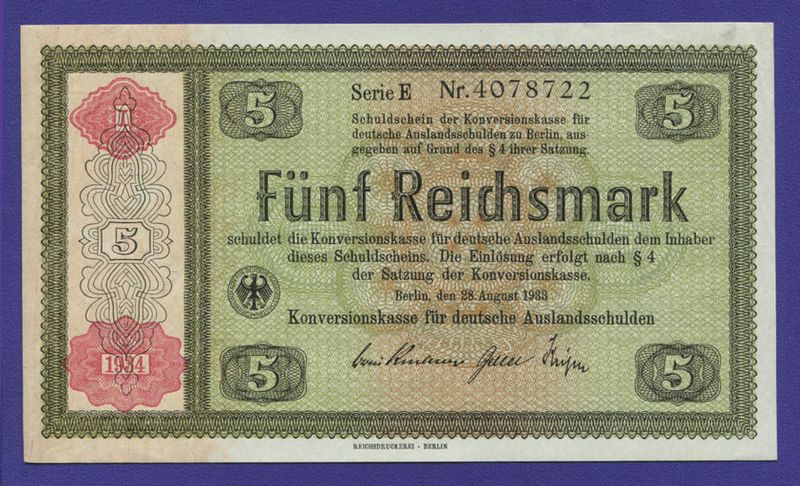 5
Serie E Nr. 4078722
5
Schuldschein der Konversionskasse für
deutsche Auslandsschulden zu Berlin, aus-
gegeben auf Grund des § 4 ihrer Satzung.
Fünf Reichsmark
5
schuldet die Konversionskasse für deutsche Auslandsschulden dem Inhaber
dieses Schuldscheins. Die Einlösung erfolgt nach § 4
der Satzung der Konversionskasse.
Berlin, den 28. August 1933
Konversionskasse für deutsche Auslandsschulden
1934
5
5
REICHSDRUCKEREI · BERLIN